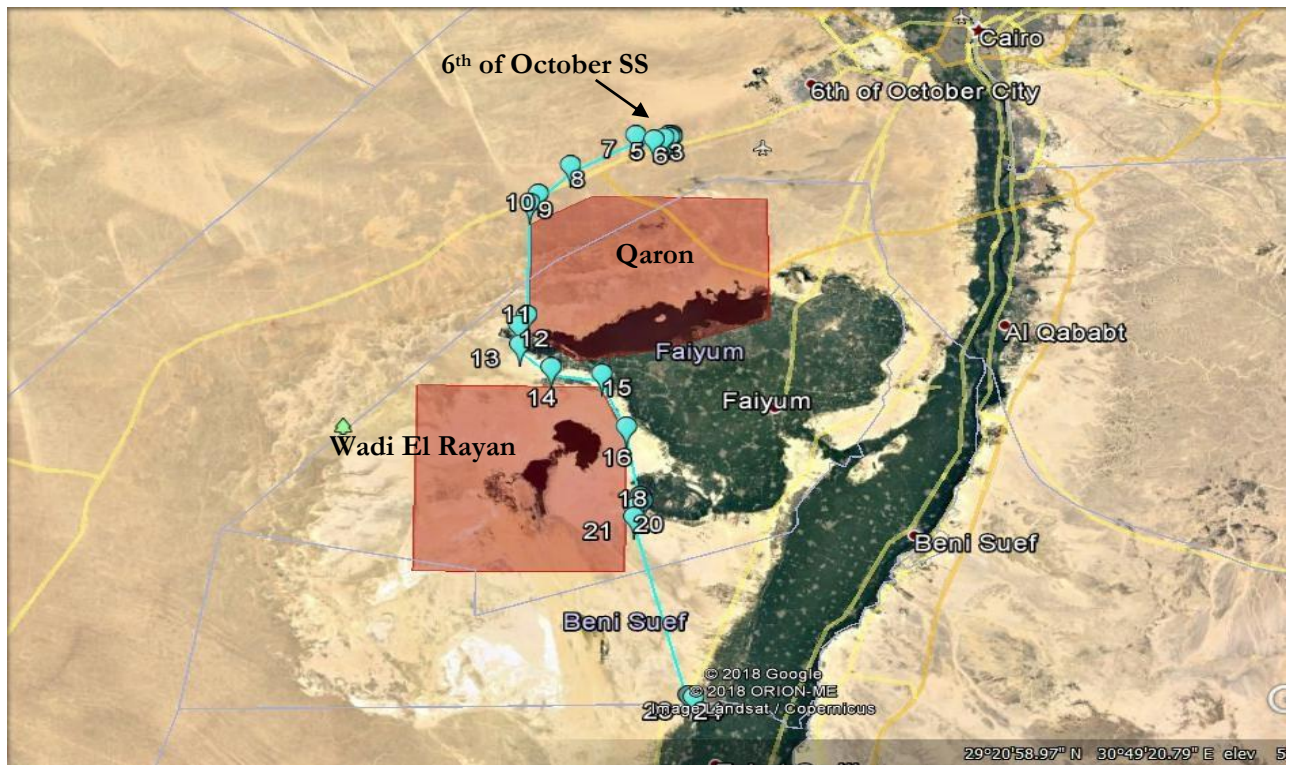 Cairo
6th of October SS
6th of October City
7
5
6
3
8
10
9
Qaron
11
12
Al Qababt
13
Faiyum
14
15
Faiyum
Wadi El Rayan
16
18
21
20
Beni Suef
Beni Suef
© 2018 Google
© 2018 ORION-ME
Image Landsat / Copernicus
24
29°20'58.97" N 30°49'20.79" E elev 5